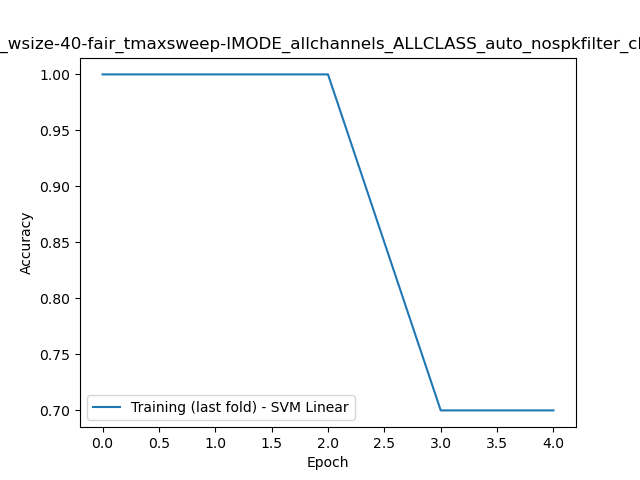 _wsize-40-fair_tmaxsweep-IMODE_allchannels_ALLCLASS_auto_nospkfilter_cl
1.00
0.95
0.90
0.85
0.80
0.75
0.70
Accuracy
Training (last fold) - SVM Linear
0.0 0.5 1.0 1.5 2.0 2.5 3.0 3.5 4.0
Epoch